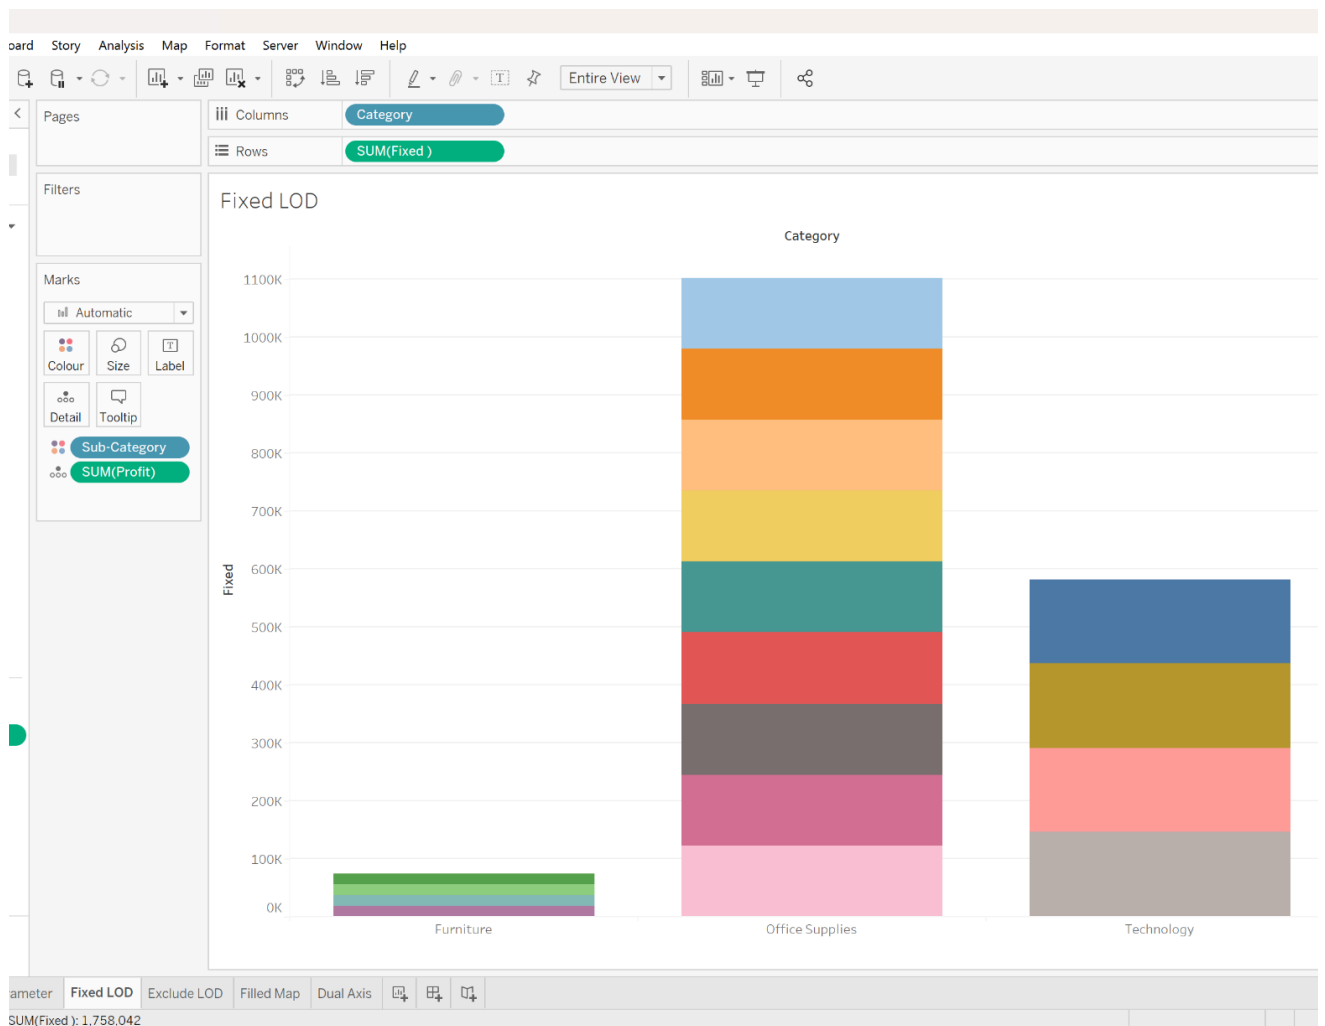 Story Analysis Map Format Server Window Help
Entire View
Pages
Columns Category
Rows SUM(Fixed )
Filters
Fixed LOD
Category
Marks
Automatic
Colour Size Label
Detail Tooltip
Sub-Category
SUM(Profit)
1100K
1000K
900K
800K
700K
600K
500K
400K
300K
200K
100K
0K
Fixed
Furniture Office Supplies Technology
Fixed LOD Exclude LOD Filled Map Dual Axis
SUM(Fixed ): 1,758,042